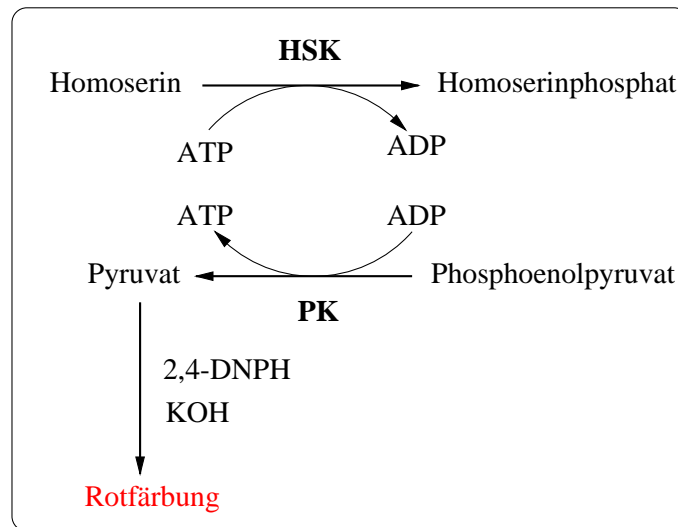 HSK
Homoserin Homoserinphosphat
ATP ADP
ATP ADP
Pyruvat Phosphoenolpyruvat
PK
2,4-DNPH
KOH
Rotfärbung